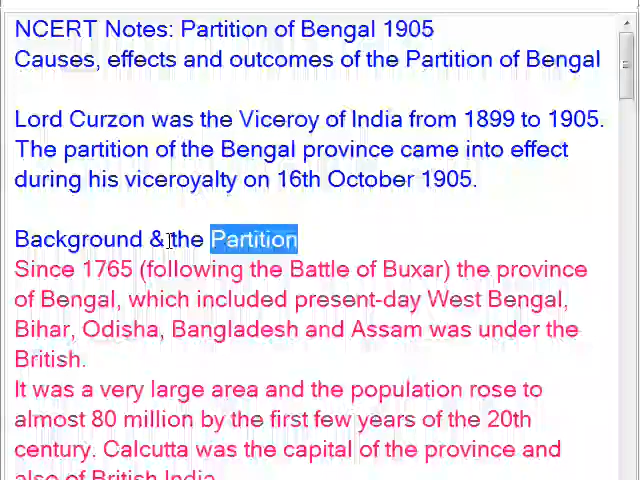 NCERT Notes: Partition of Bengal 1905
Causes, effects and outcomes of the Partition of Bengal
Lord Curzon was the Viceroy of India from 1899 to 1905.
The partition of the Bengal province came into effect
during his viceroyalty on 16th October 1905.
Background & the Partition
Since 1765 (following the Battle of Buxar) the province
of Bengal, which included present-day West Bengal,
Bihar, Odisha, Bangladesh and Assam was under the
British.
It was a very large area and the population rose to
almost 80 million by the first few years of the 20th
century. Calcutta was the capital of the province and
also of British India.